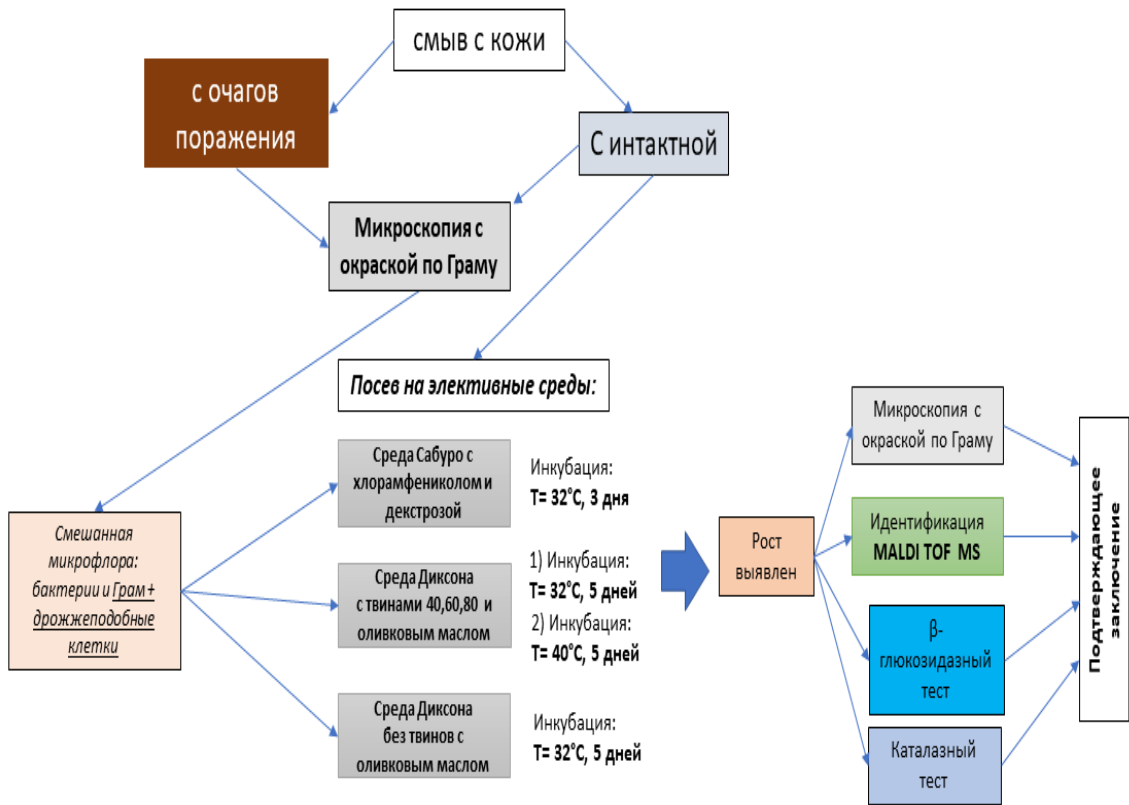 смыв с кожи
с очагов
поражения
С интактной
Микроскопия с
окраской по Граму
Посев на элективные среды:
Смешанная
микрофлора:
бактерии и Грам +
дрожжеподобные
клетки
Среда Сабуро с
хлорамфениколом и
декстрозой
Инкубация:
T= 32°C, 3 дня
Среда Диксона
с твинами 40,60,80 и
оливковым маслом
1) Инкубация:
T= 32°C, 5 дней
2) Инкубация:
T= 40°C, 5 дней
Среда Диксона
без твинов с
оливковым маслом
Инкубация:
T= 32°C, 5 дней
Рост
выявлен
Микроскопия с
окраской по Граму
Идентификация
MALDI TOF MS
β-
глюкозидазный
тест
Каталазный
тест
Подтверждающее
заключение